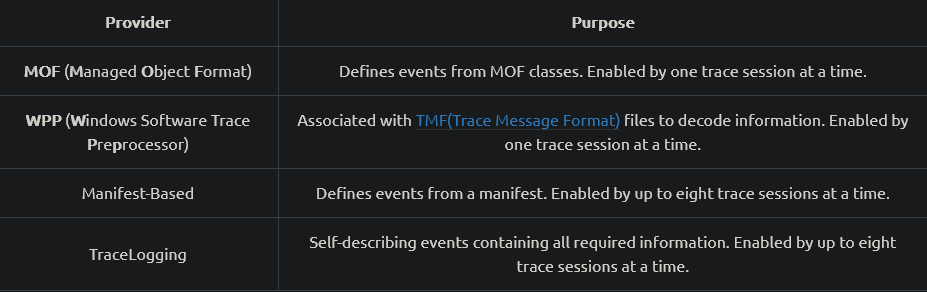 Provider
Purpose
MOF (Managed Object Format)
Defines events from MOF classes. Enabled by one trace session at a time.
WPP (Windows Software Trace
Preprocessor)
Associated with TMF(Trace Message Format) files to decode information. Enabled by
one trace session at a time.
Manifest-Based
Defines events from a manifest. Enabled by up to eight trace sessions at a time.
TraceLogging
Self-describing events containing all required information. Enabled by up to eight
trace sessions at a time.